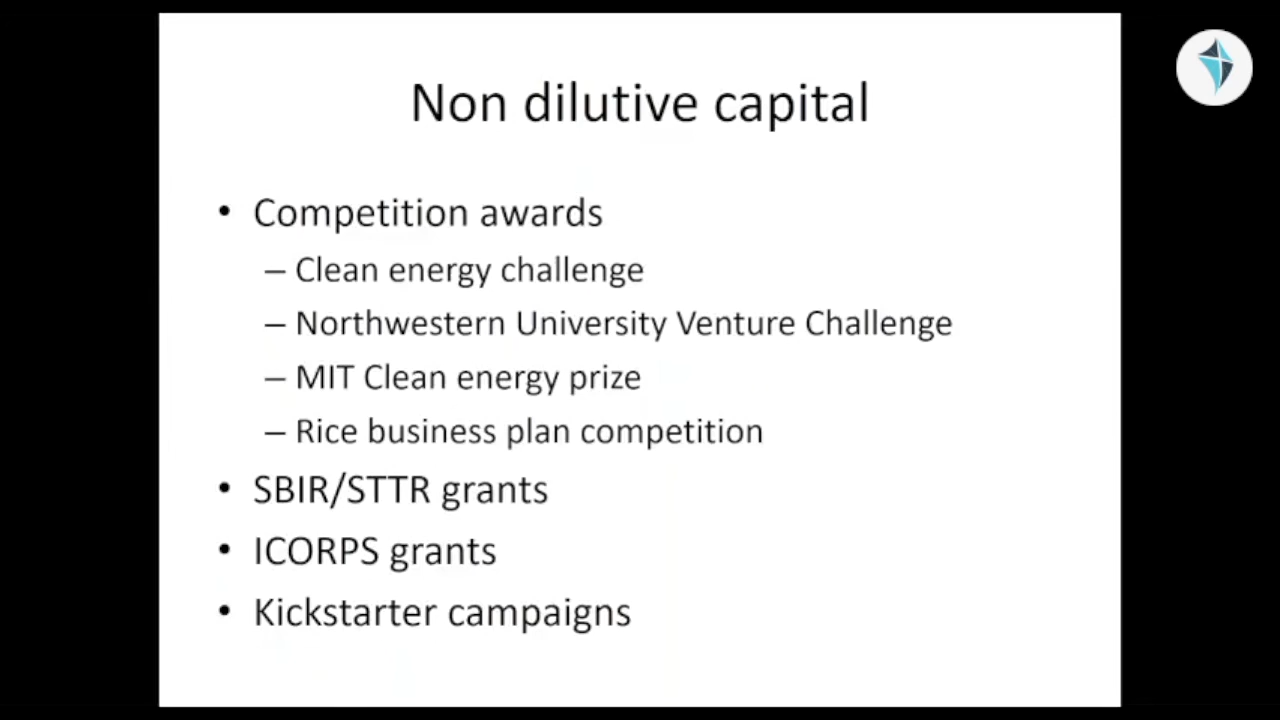 Non dilutive capital
• Competition awards
– Clean energy challenge
– Northwestern University Venture Challenge
– MIT Clean energy prize
– Rice business plan competition
• SBIR/STTR grants
• ICORPS grants
• Kickstarter campaigns